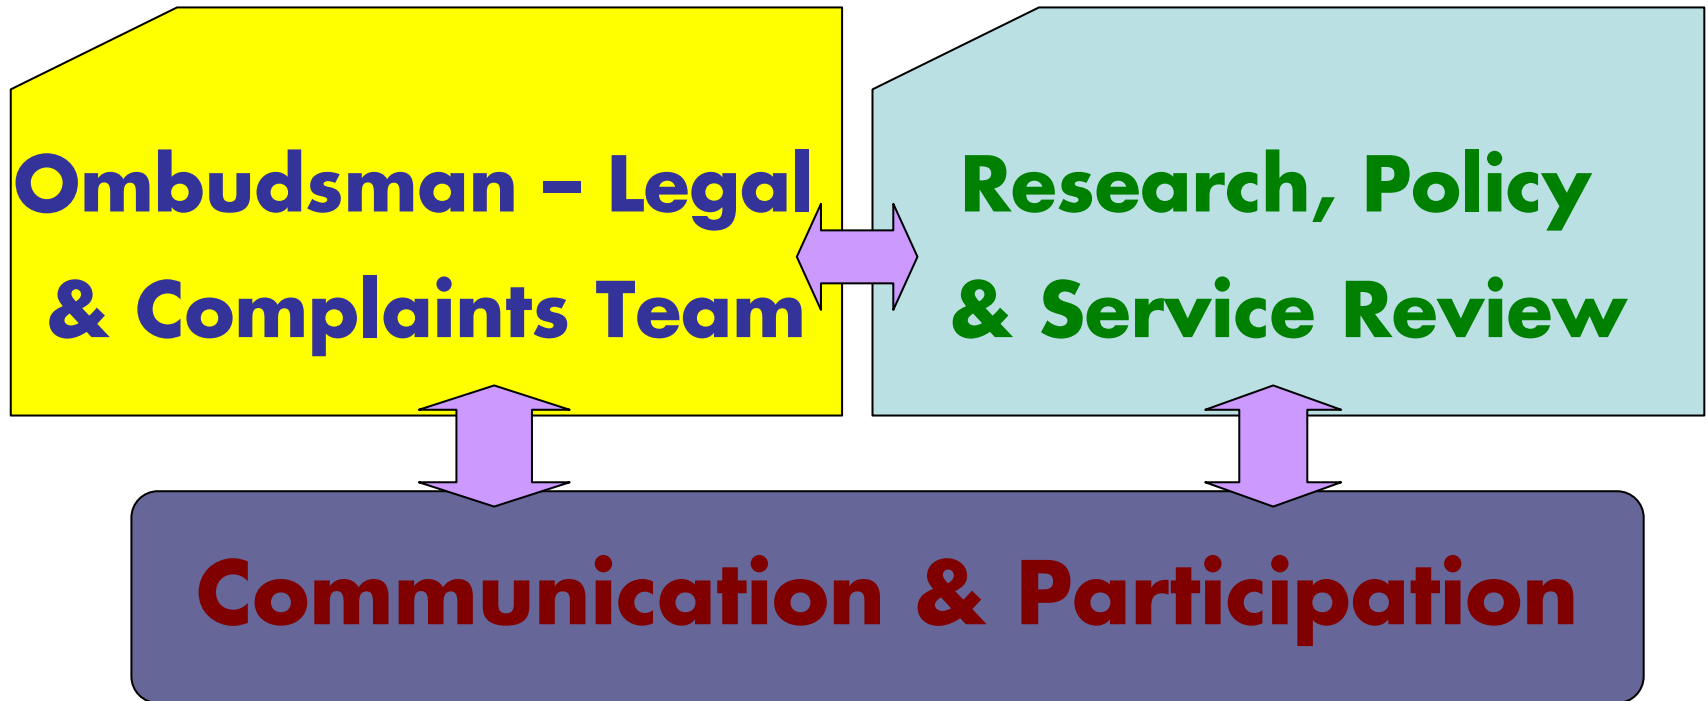 Ombudsman – Legal
& Complaints Team
Research, Policy
& Service Review
Communication & Participation